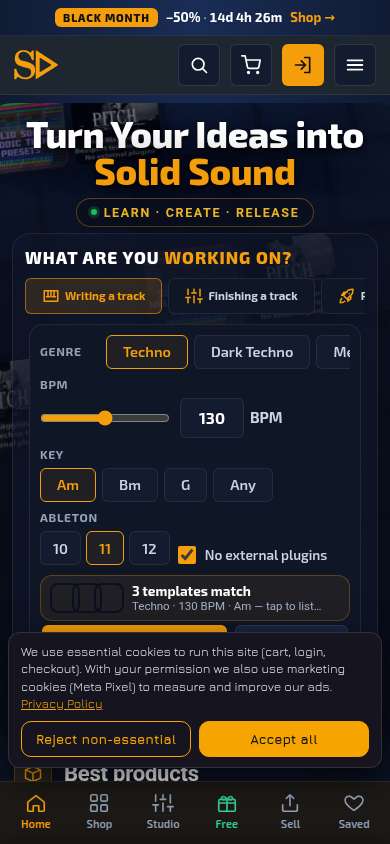 BLACK MONTH −50% · 14d 4h 26m Shop →
Turn Your Ideas into
Solid Sound
LEARN · CREATE · RELEASE
WHAT ARE YOU WORKING ON?
Writing a track Finishing a track
GENRE Techno Dark Techno Me
BPM
130 BPM
KEY
Am Bm G Any
ABLETON
10 11 12 No external plugins
3 templates match
Techno · 130 BPM · Am — tap to list...
We use essential cookies to run this site (cart, login,
checkout). With your permission we also use marketing
cookies (Meta Pixel) to measure and improve our ads.
Privacy Policy
Reject non-essential Accept all
Best products
Home Shop Studio Free Sell Saved